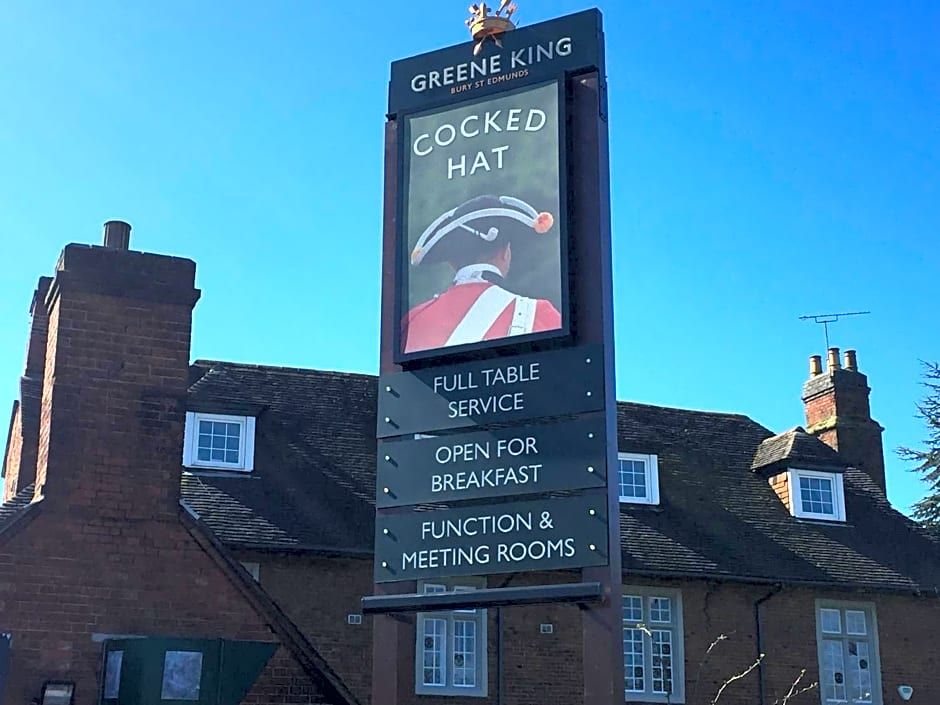 GREENE KING
BURY ST EDMUNDS
COCKED
HAT
FULL TABLE
SERVICE
OPEN FOR
BREAKFAST
FUNCTION &
MEETING ROOMS